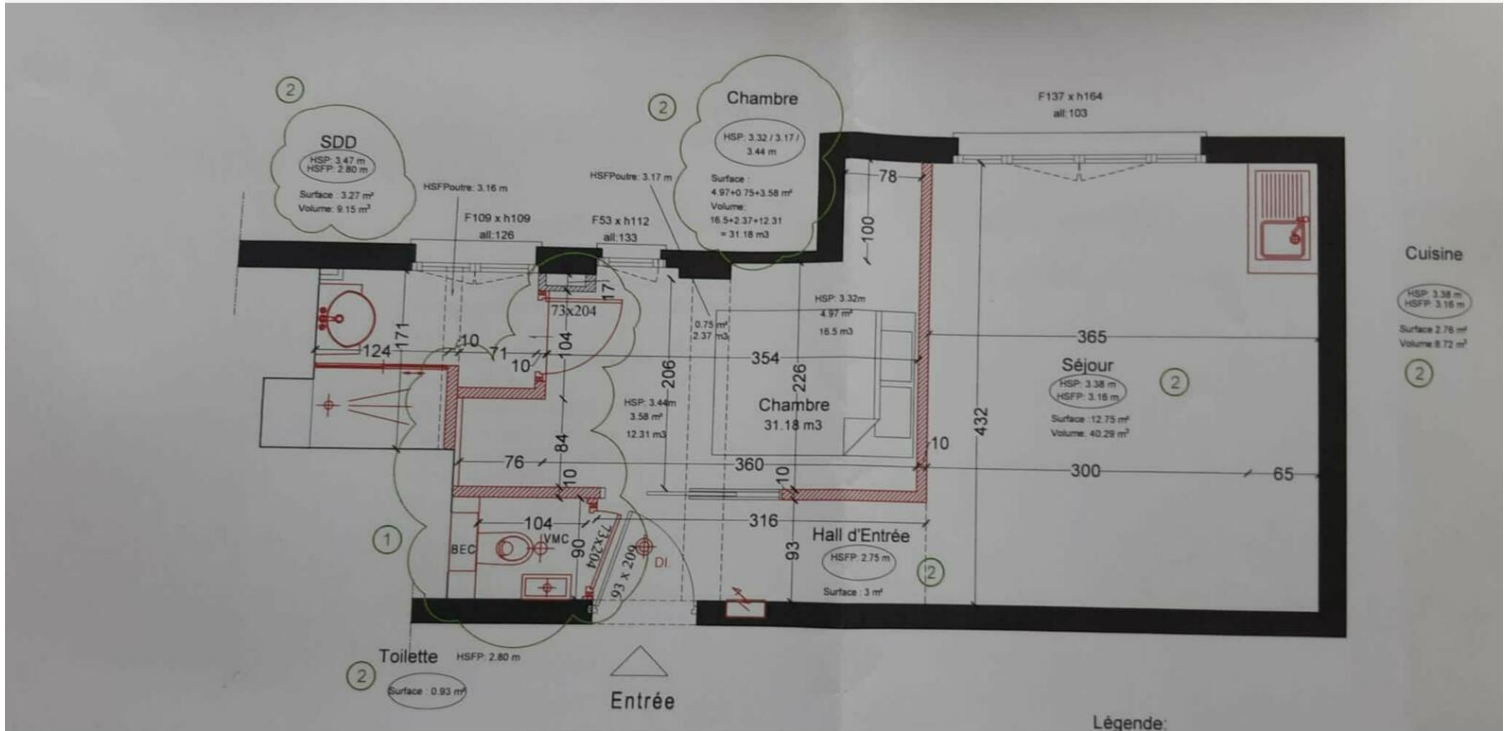 2
SDD
HSP: 3.47 m
HSFP: 2.80 m
Surface : 3.27 m²
Volume: 9.15 m³
HSFPoutre: 3.16 m
F109 x h109
all:126
HSFPoutre: 3.17 m
F53 x h112
all:133
2
Chambre
HSP: 3.32 / 3.17 /
3.44 m
Surface :
4.97+0.75+3.58 m²
Volume:
16.5+2.37+12.31
= 31.18 m3
F137 x h164
all:103
78
100
Cuisine
HSP: 3.38 m
HSFP: 3.16 m
Surface 2.76 m²
Volume:8.72 m³
2
171
124
10
71
10
17
73x204
104
206
0.75 m²
2.37 m3
HSP: 3.32m
4.97 m²
16.5 m3
354
226
Chambre
31.18 m3
HSP: 3.44m
3.58 m²
12.31 m3
365
Séjour
HSP: 3.38 m
HSFP: 3.16 m
2
Surface :12.75 m²
Volume: 40.29 m³
432
10
300
65
76
84
10
360
10
316
93
1
BEC
104
VMC
90
73x204
93 x 209
DI.
Hall d'Entrée
HSFP: 2.75 m
2
Surface : 3 m²
Toilette
HSFP: 2.80 m
2
Surface : 0.93 m²
Entrée
Légende: